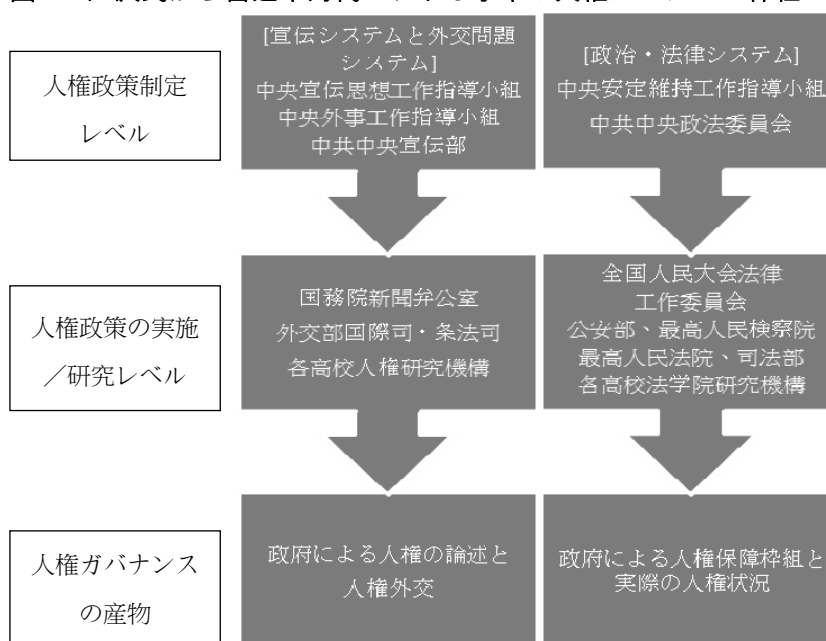 人権政策制定
レベル
[宣伝システムと外交問題
システム]
中央宣伝思想工作指導小組
中央外事工作指導小組
中共中央宣伝部
[政治・法律システム]
中央安定維持工作指導小組
中共中央政法委員会
人権政策の実施
／研究レベル
国務院新聞弁公室
外交部国際司・条法司
各高校人権研究機構
全国人民大会法律
工作委員会
公安部、最高人民検察院
最高人民法院、司法部
各高校法学院研究機構
人権ガバナンス
の産物
政府による人権の論述と
人権外交
政府による人権保障枠組と
実際の人権状況